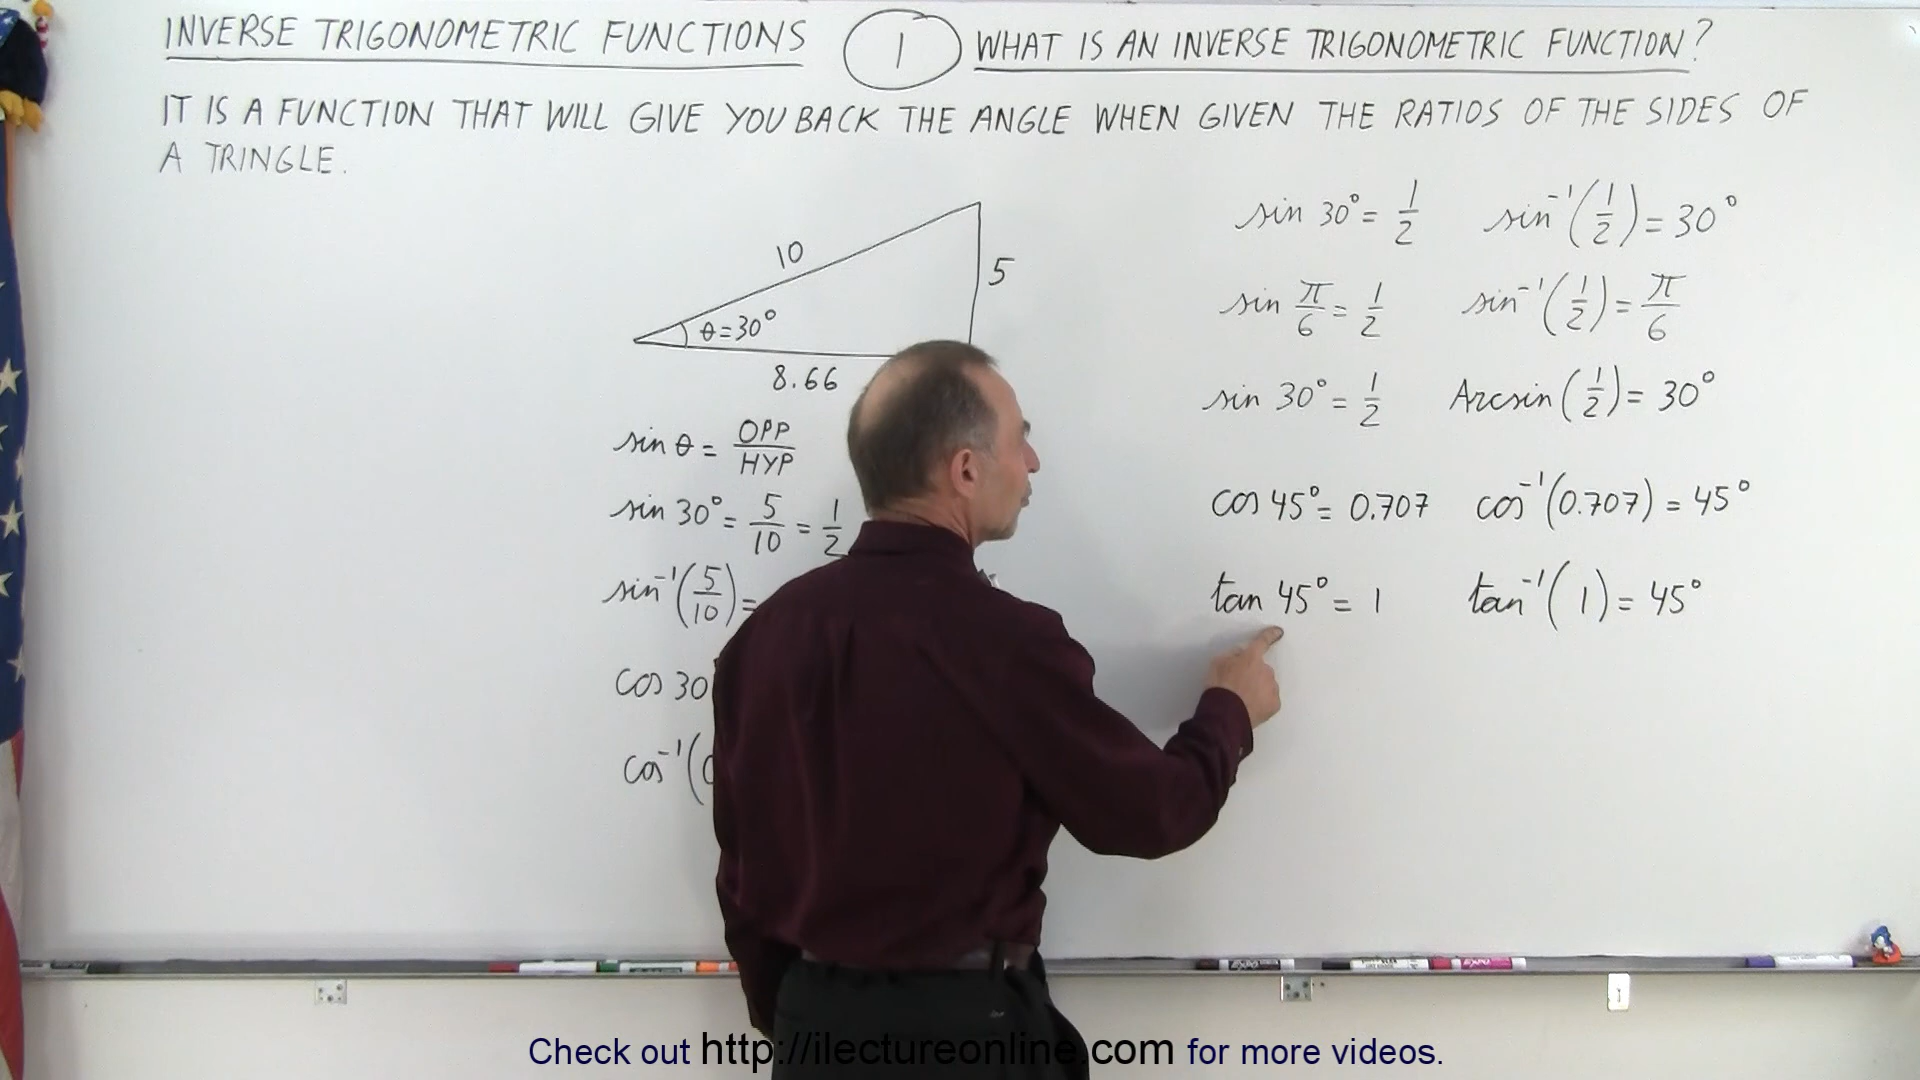 INVERSE TRIGONOMETRIC FUNCTIONS 1 WHAT IS AN INVERSE TRIGONOMETRIC FUNCTION?
IT IS A FUNCTION THAT WILL GIVE YOU BACK THE ANGLE WHEN GIVEN THE RATIOS OF THE SIDES OF
A TRINGLE.
10
5
θ=30°
8.66
sin θ = OPP/HYP
sin 30° = 5/10 = 1/2
sin⁻¹(5/10) =
cos 30
cos⁻¹(
sin 30° = 1/2 sin⁻¹(1/2) = 30°
sin π/6 = 1/2 sin⁻¹(1/2) = π/6
sin 30° = 1/2 Arcsin(1/2) = 30°
cos 45° = 0.707 cos⁻¹(0.707) = 45°
tan 45° = 1 tan⁻¹(1) = 45°
Check out http://ilectureonline.com for more videos.